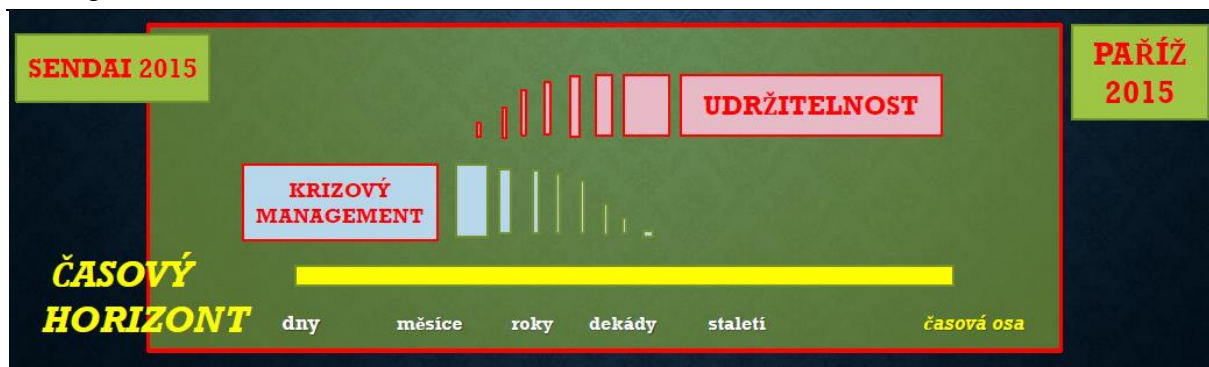 SENDAI 2015
PAŘÍŽ
2015
UDRŽITELNOST
KRIZOVÝ
MANAGEMENT
ČASOVÝ
HORIZONT
dny měsíce roky dekády staletí časová osa